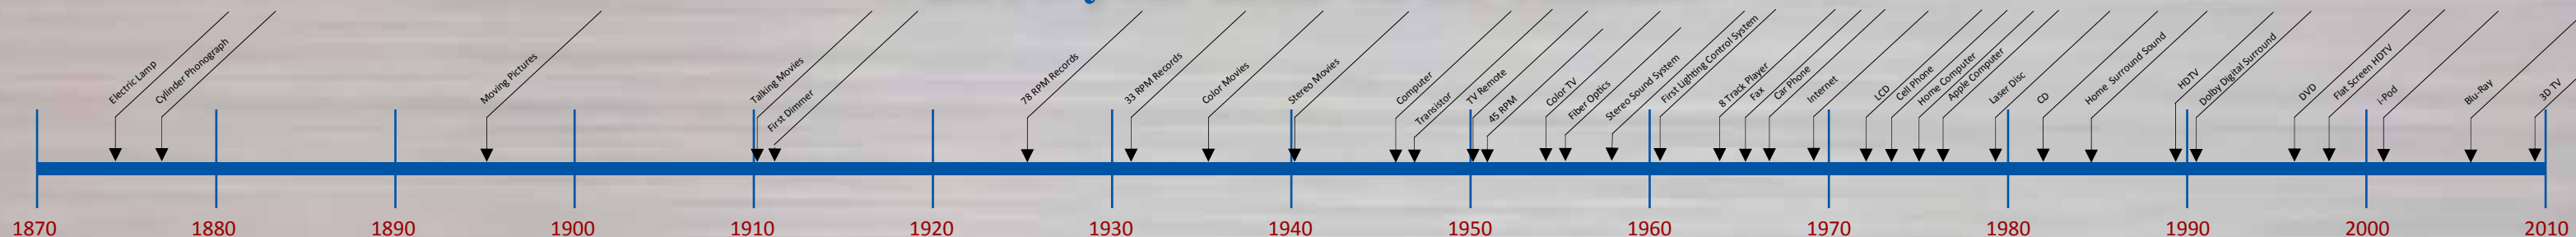 Electric Lamp
Cylinder Phonograph
Moving Pictures
Talking Movies
First Dimmer
78 RPM Records
33 RPM Records
Color Movies
Stereo Movies
Computer
Transistor
TV Remote
45 RPM
Color TV
Fiber Optics
Stereo Sound System
First Lighting Control System
8 Track Player
Fax
Car Phone
Internet
LCD
Cell Phone
Home Computer
Apple Computer
Laser Disc
CD
Home Surround Sound
HDTV
Dolby Digital Surround
DVD
Flat Screen HDTV
i-Pod
Blu-Ray
3D TV
1870 1880 1890 1900 1910 1920 1930 1940 1950 1960 1970 1980 1990 2000 2010